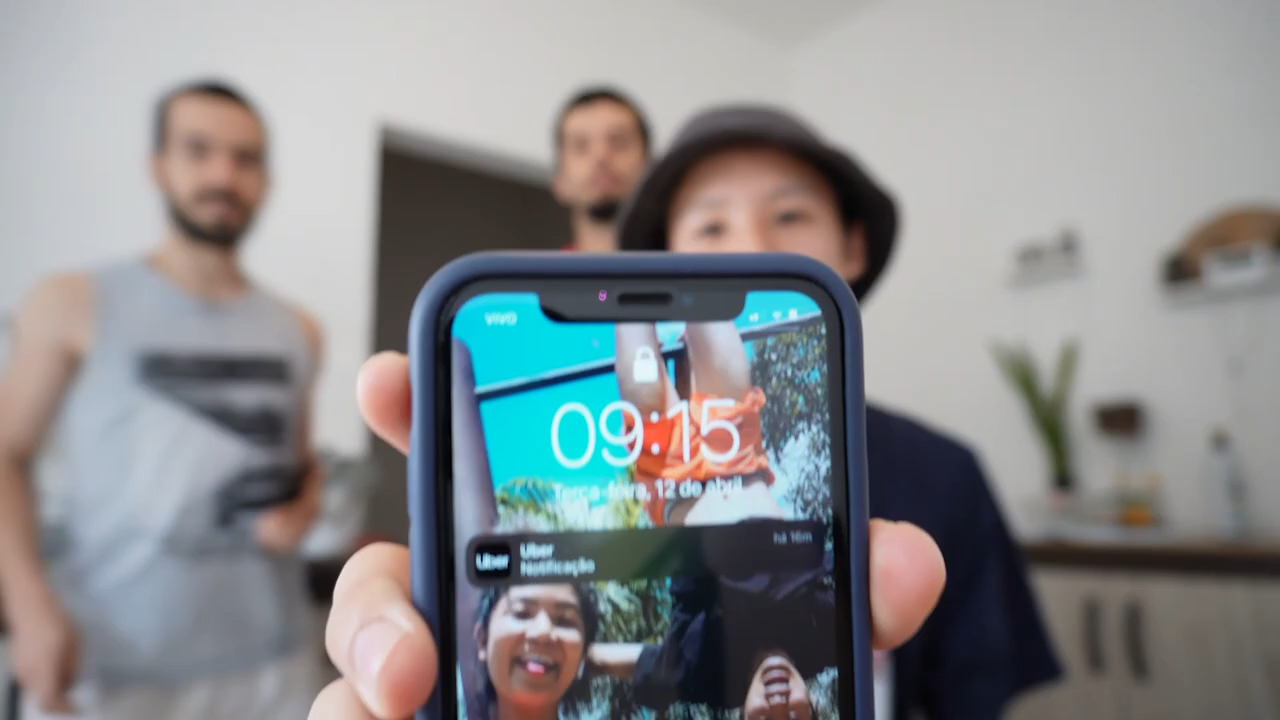 vivo
09:15
Terça-feira, 12 de abril
Uber
Uber
há 16m
Notificação